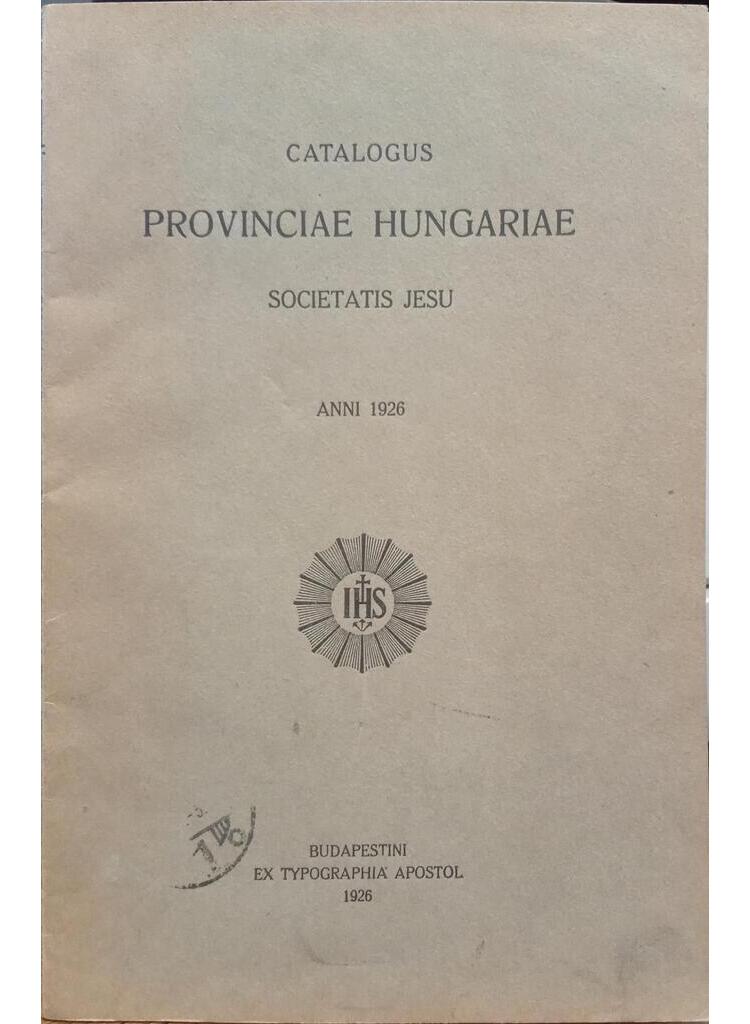 CATALOGUS
PROVINCIAE HUNGARIAE
SOCIETATIS JESU
ANNI 1926
IHS
BUDAPESTINI
EX TYPOGRAPHIA APOSTOL
1926